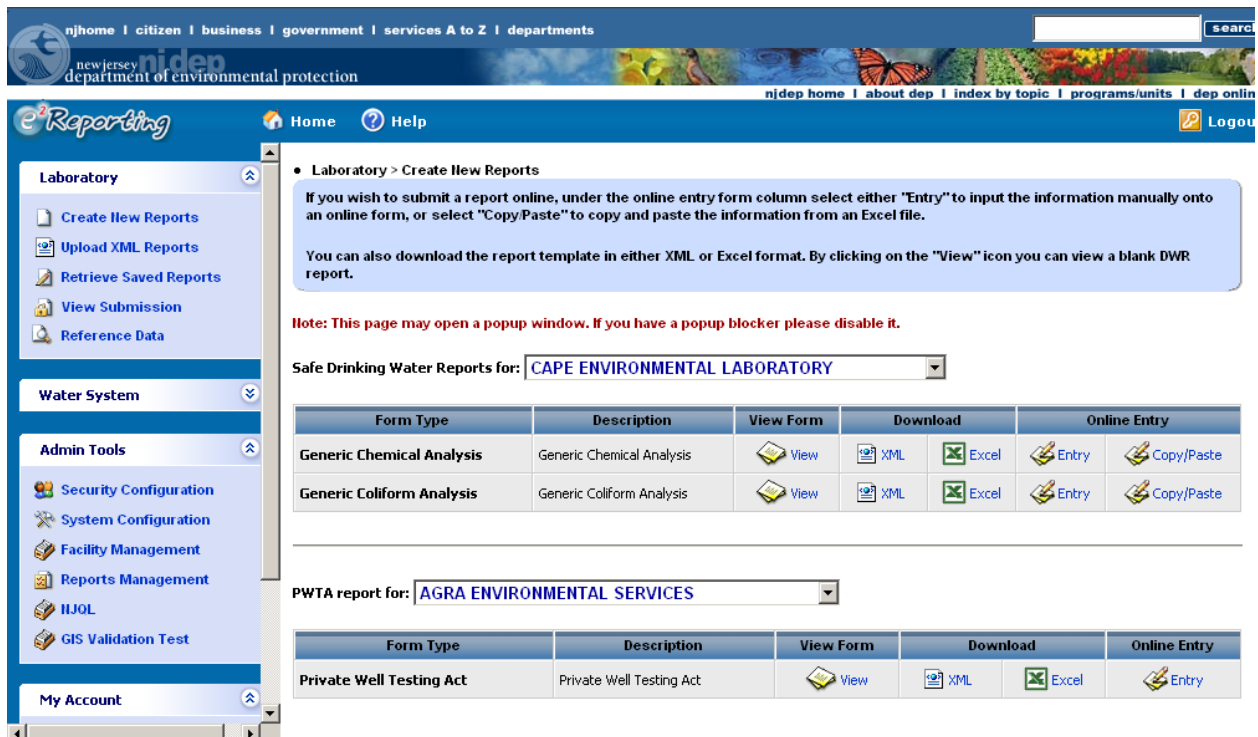 njhome I citizen I business I government I services A to Z I departments
search
newjersey njdep
department of environmental protection
njdep home I about dep I index by topic I programs/units I dep onlin
e2Reporting
Home
Help
Logou
Laboratory
Create New Reports
Upload XML Reports
Retrieve Saved Reports
View Submission
Reference Data
Water System
Admin Tools
Security Configuration
System Configuration
Facility Management
Reports Management
NJQL
GIS Validation Test
My Account
• Laboratory > Create New Reports
If you wish to submit a report online, under the online entry form column select either "Entry" to input the information manually onto
an online form, or select "Copy/Paste" to copy and paste the information from an Excel file.
You can also download the report template in either XML or Excel format. By clicking on the "View" icon you can view a blank DWR
report.
Note: This page may open a popup window. If you have a popup blocker please disable it.
Safe Drinking Water Reports for: CAPE ENVIRONMENTAL LABORATORY
Form Type Description View Form Download Online Entry
Generic Chemical Analysis Generic Chemical Analysis View XML Excel Entry Copy/Paste
Generic Coliform Analysis Generic Coliform Analysis View XML Excel Entry Copy/Paste
PWTA report for: AGRA ENVIRONMENTAL SERVICES
Form Type Description View Form Download Online Entry
Private Well Testing Act Private Well Testing Act View XML Excel Entry